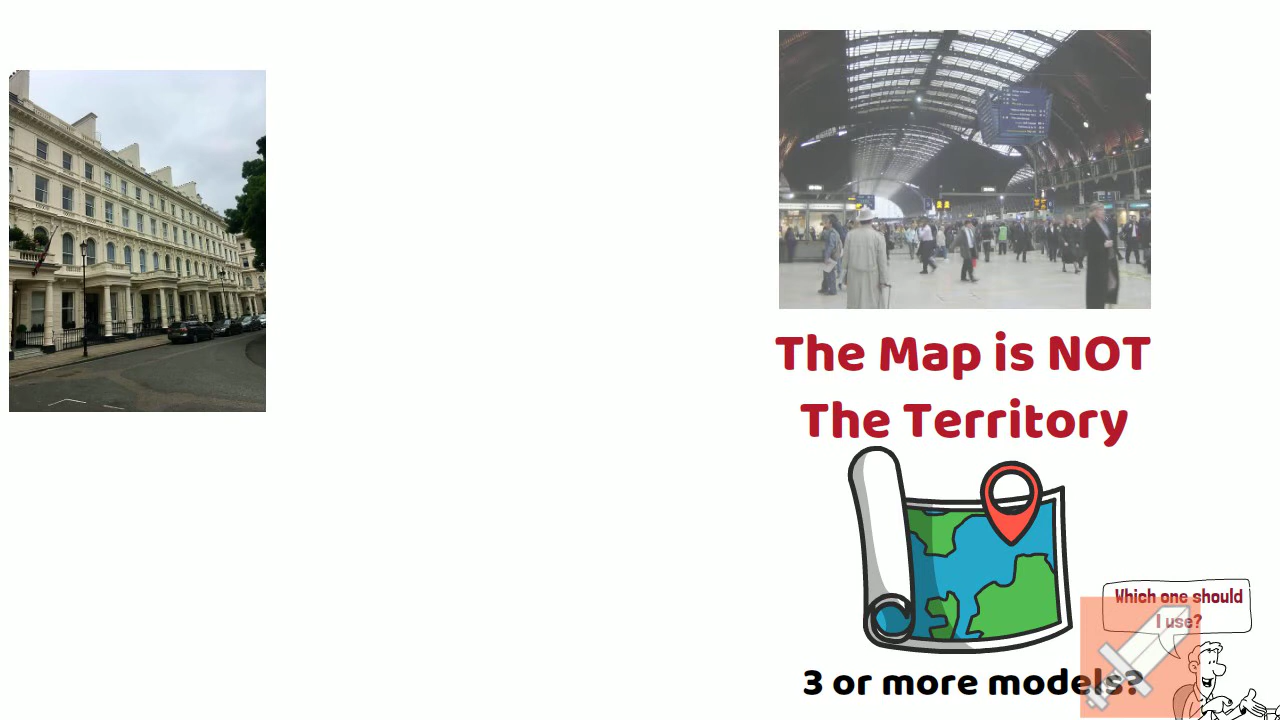 The Map is NOT
The Territory
Which one should
I use?
3 or more models?